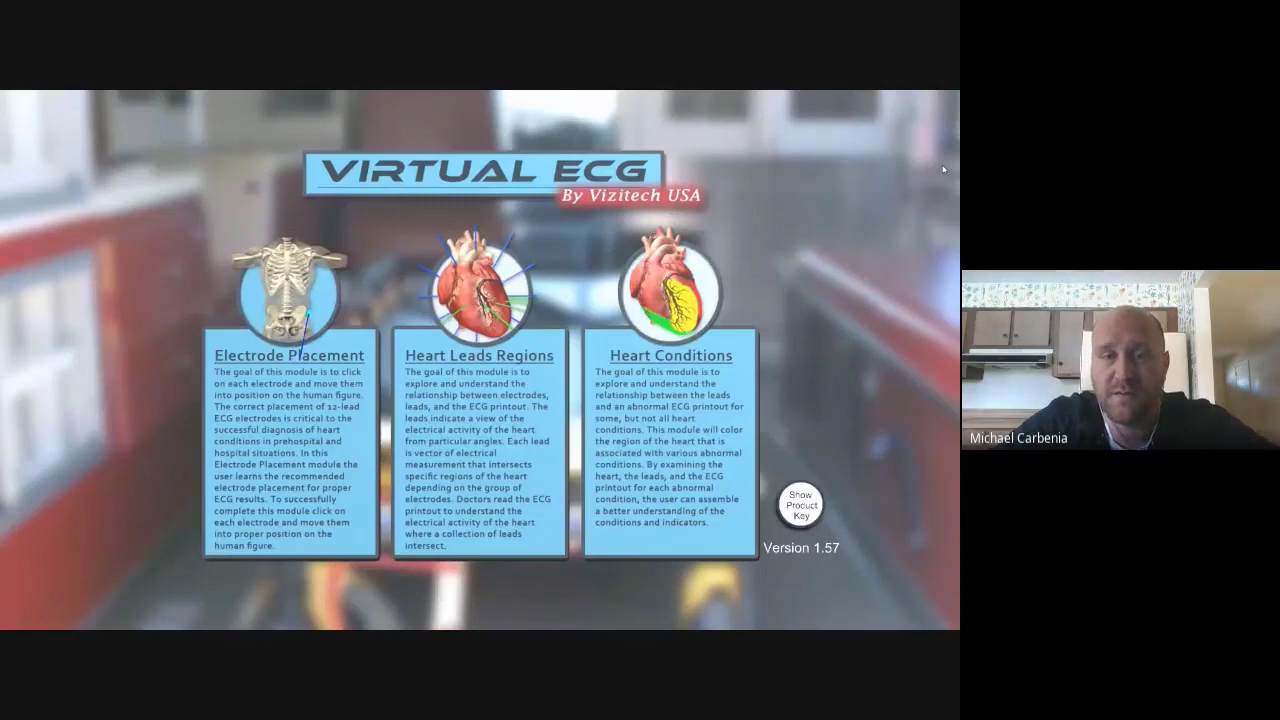 VIRTUAL ECG
By Vizitech USA
Electrode Placement
The goal of this module is to click
on each electrode and move them
into position on the human figure.
The correct placement of 12-lead
ECG electrodes is critical to the
successful diagnosis of heart
conditions in prehospital and
hospital situations. In this
Electrode Placement module the
user learns the recommended
electrode placement for proper
ECG results. To successfully
complete this module click on
each electrode and move them
into proper position on the
human figure.
Heart Leads Regions
The goal of this module is to
explore and understand the
relationship between electrodes,
leads, and the ECG printout. The
leads indicate a view of the
electrical activity of the heart
from particular angles. Each lead
is vector of electrical
measurement that intersects
specific regions of the heart
depending on the group of
electrodes. Doctors read the ECG
printout to understand the
electrical activity of the heart
where a collection of leads
intersect.
Heart Conditions
The goal of this module is to
explore and understand the
relationship between the leads
and an abnormal ECG printout for
some, but not all heart
conditions. This module will color
the region of the heart that is
associated with various abnormal
conditions. By examining the
heart, the leads, and the ECG
printout for each abnormal
condition, the user can assemble
a better understanding of the
conditions and indicators.
Show
Product
Key
Version 1.57
Michael Carbenia